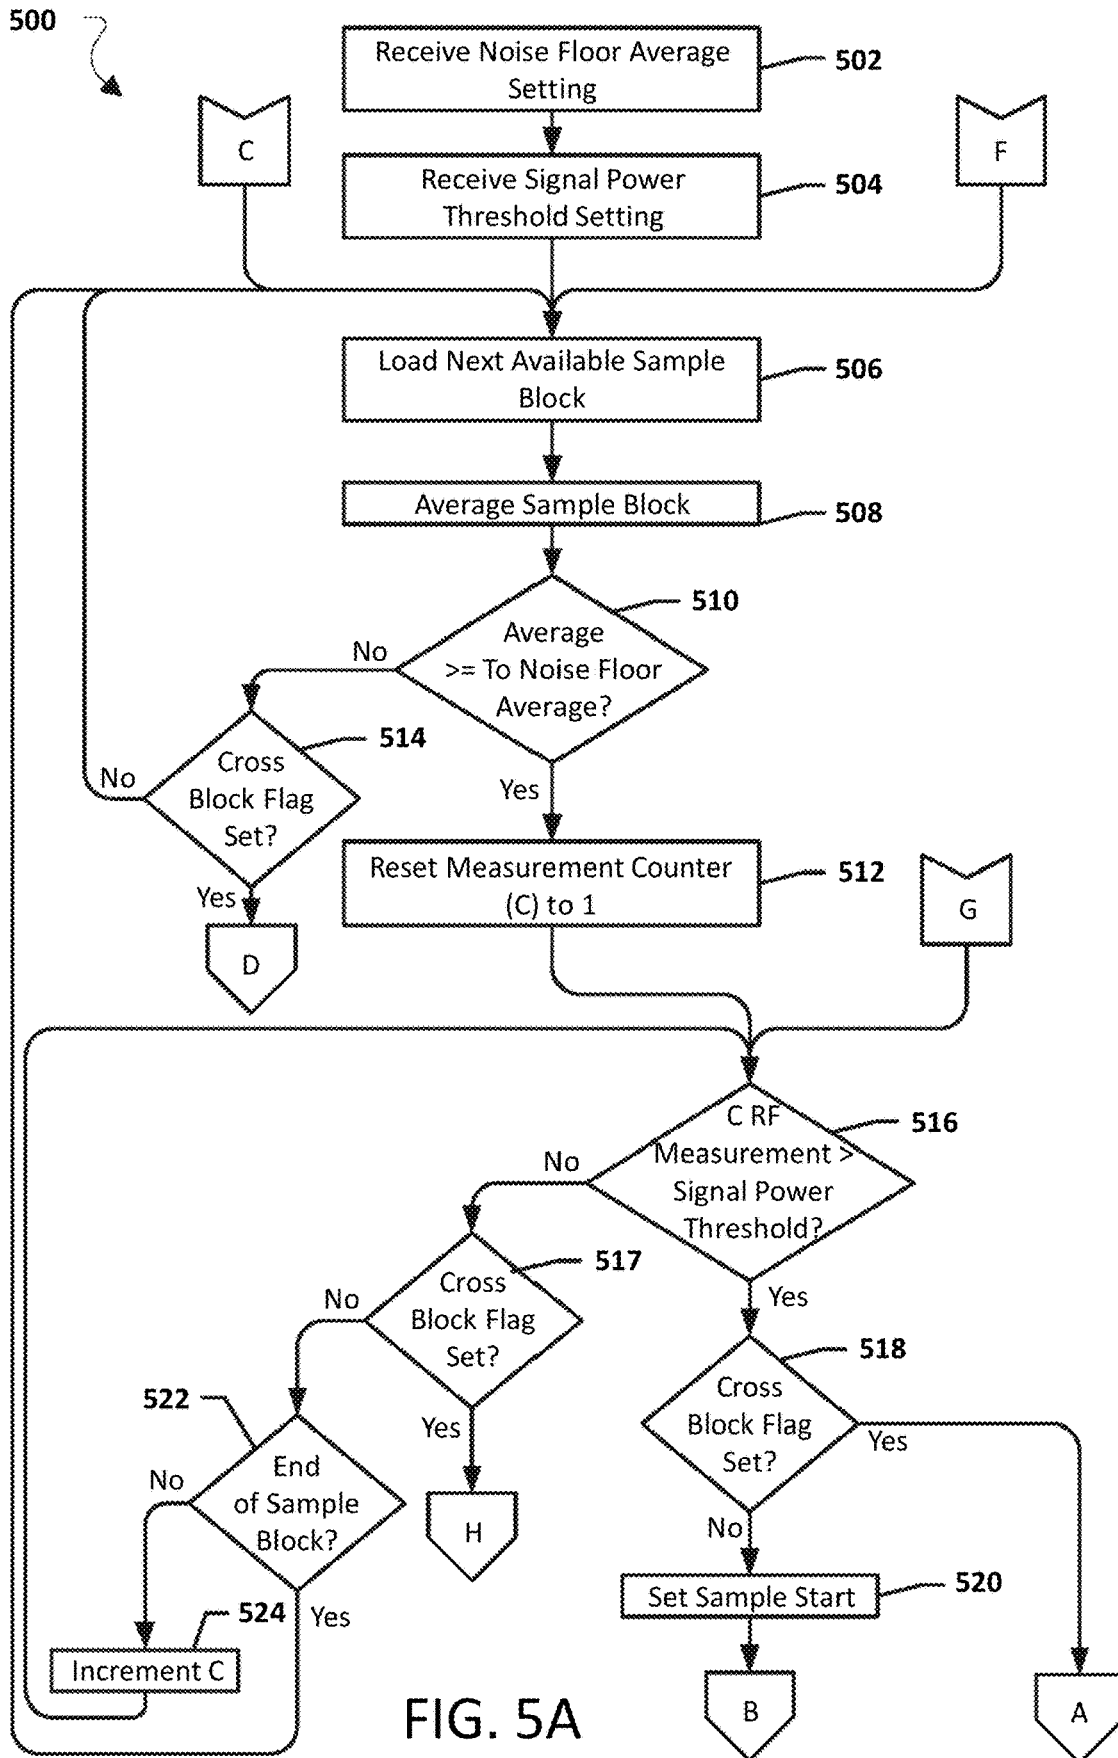 500
Receive Noise Floor Average
Setting
502
C
F
Receive Signal Power
Threshold Setting
504
Load Next Available Sample
Block
506
Average Sample Block
508
510
Average
>= To Noise Floor
Average?
No
514
Cross
Block Flag
Set?
No
Yes
Yes
Reset Measurement Counter
(C) to 1
512
G
D
C RF
Measurement >
Signal Power
Threshold?
516
No
Yes
517
Cross
Block Flag
Set?
No
Yes
518
Cross
Block Flag
Set?
Yes
No
522
End
of Sample
Block?
No
Yes
H
Set Sample Start
520
524
Increment C
B
A
FIG. 5A